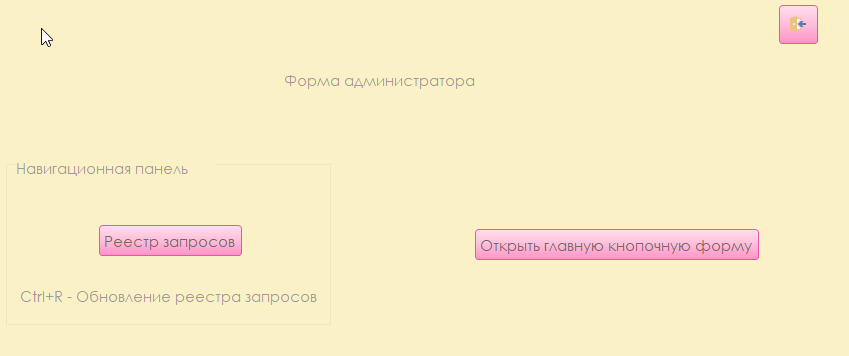 Форма администратора
Навигационная панель
Реестр запросов
Открыть главную кнопочную форму
Ctrl+R - Обновление реестра запросов